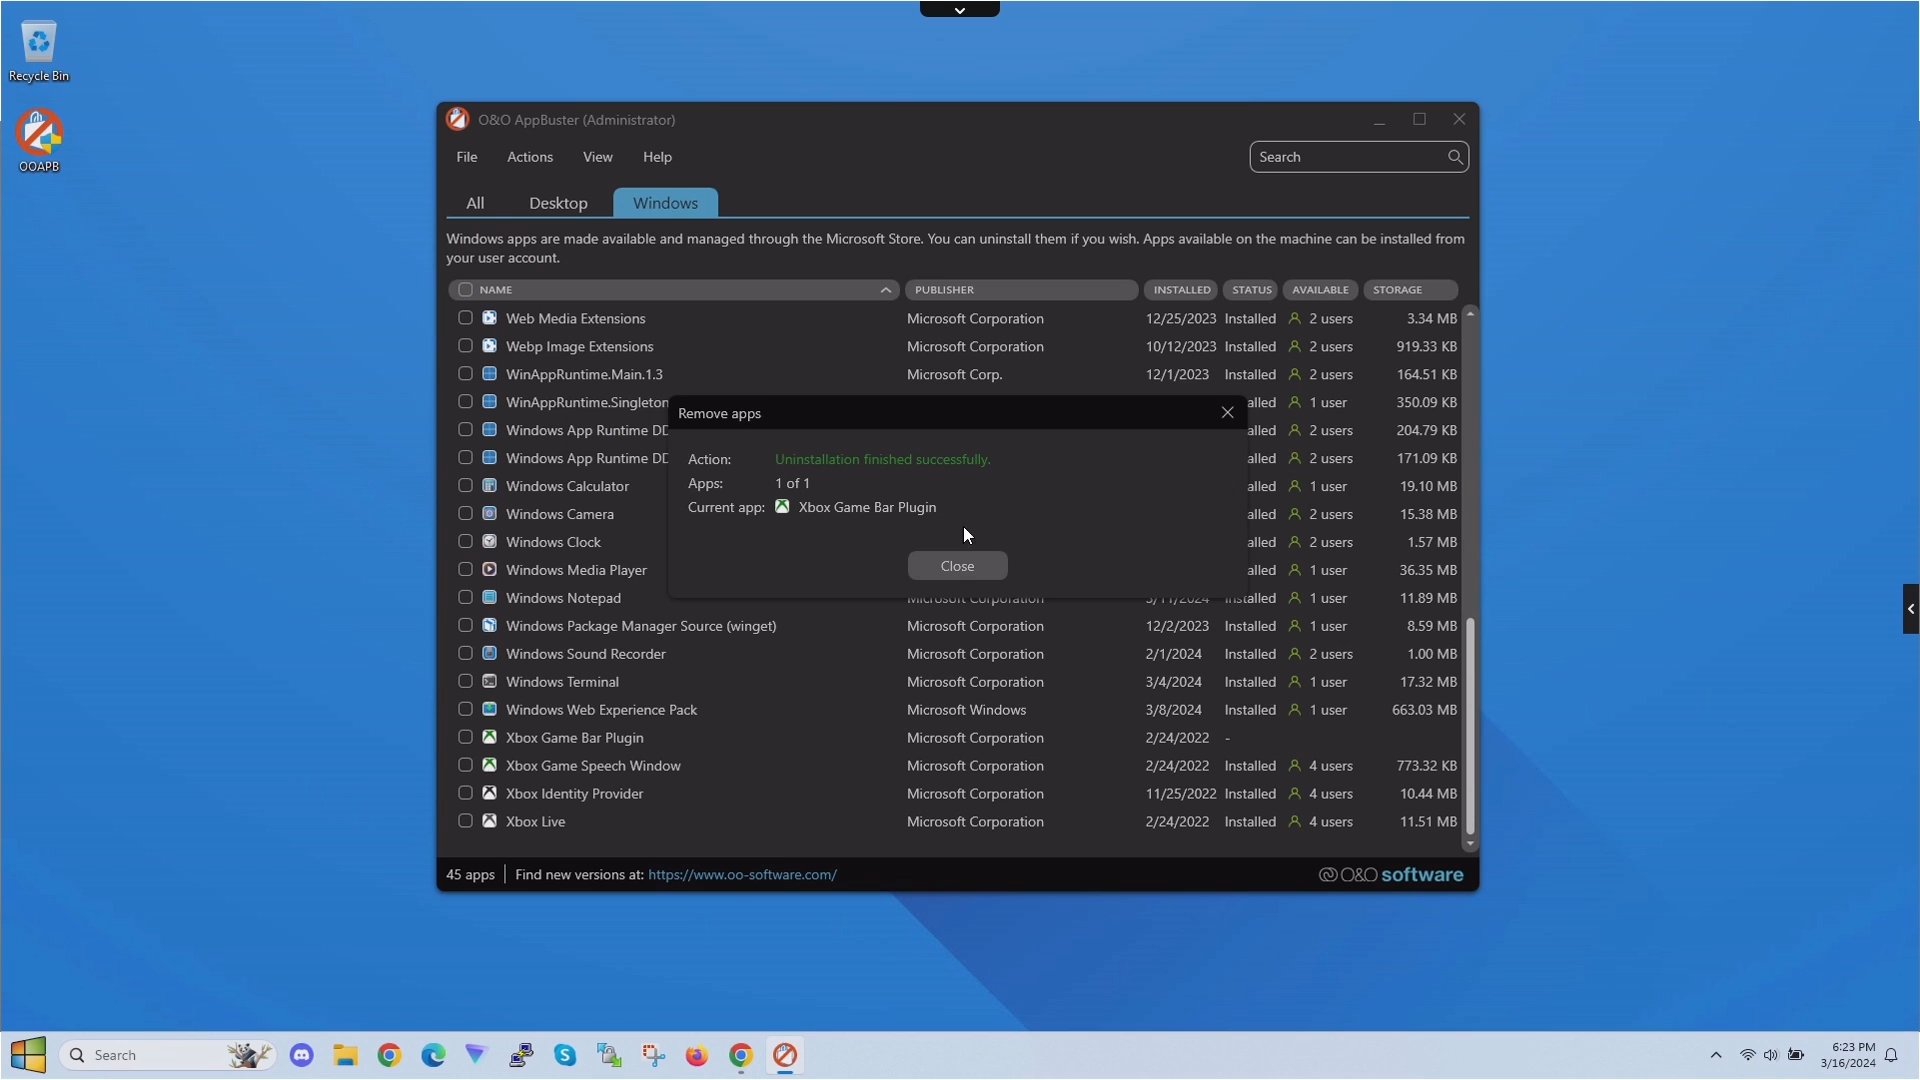 Recycle Bin
OOAPB
O&O AppBuster (Administrator)
File Actions View Help
Search
All Desktop Windows
Windows apps are made available and managed through the Microsoft Store. You can uninstall them if you wish. Apps available on the machine can be installed from
your user account.
NAME PUBLISHER INSTALLED STATUS AVAILABLE STORAGE
Web Media Extensions Microsoft Corporation 12/25/2023 Installed 2 users 3.34 MB
Webp Image Extensions Microsoft Corporation 10/12/2023 Installed 2 users 919.33 KB
WinAppRuntime.Main.1.3 Microsoft Corp. 12/1/2023 Installed 2 users 164.51 KB
WinAppRuntime.Singleton alled 1 user 350.09 KB
Windows App Runtime DD alled 2 users 204.79 KB
Windows App Runtime DD alled 2 users 171.09 KB
Windows Calculator alled 1 user 19.10 MB
Windows Camera alled 2 users 15.38 MB
Windows Clock alled 2 users 1.57 MB
Windows Media Player alled 1 user 36.35 MB
Windows Notepad Microsoft Corporation 3/11/2024 Installed 1 user 11.89 MB
Windows Package Manager Source (winget) Microsoft Corporation 12/2/2023 Installed 1 user 8.59 MB
Windows Sound Recorder Microsoft Corporation 2/1/2024 Installed 2 users 1.00 MB
Windows Terminal Microsoft Corporation 3/4/2024 Installed 1 user 17.32 MB
Windows Web Experience Pack Microsoft Windows 3/8/2024 Installed 1 user 663.03 MB
Xbox Game Bar Plugin Microsoft Corporation 2/24/2022 -
Xbox Game Speech Window Microsoft Corporation 2/24/2022 Installed 4 users 773.32 KB
Xbox Identity Provider Microsoft Corporation 11/25/2022 Installed 4 users 10.44 MB
Xbox Live Microsoft Corporation 2/24/2022 Installed 4 users 11.51 MB
Remove apps
Action: Uninstallation finished successfully.
Apps: 1 of 1
Current app: Xbox Game Bar Plugin
Close
45 apps Find new versions at: https://www.oo-software.com/ O&O software
Search
6:23 PM
3/16/2024